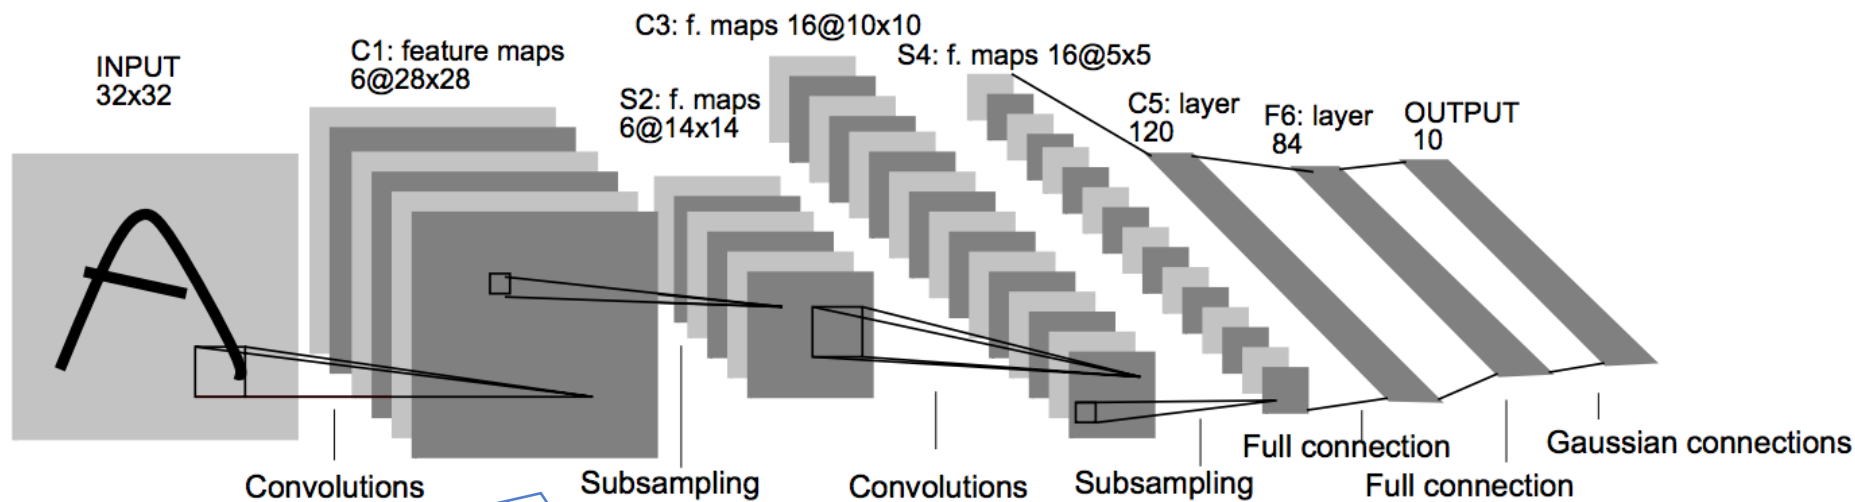 INPUT
32x32
C1: feature maps
6@28x28
S2: f. maps
6@14x14
C3: f. maps 16@10x10
S4: f. maps 16@5x5
C5: layer
120
F6: layer
84
OUTPUT
10
Convolutions
Subsampling
Convolutions
Subsampling
Full connection
Full connection
Gaussian connections